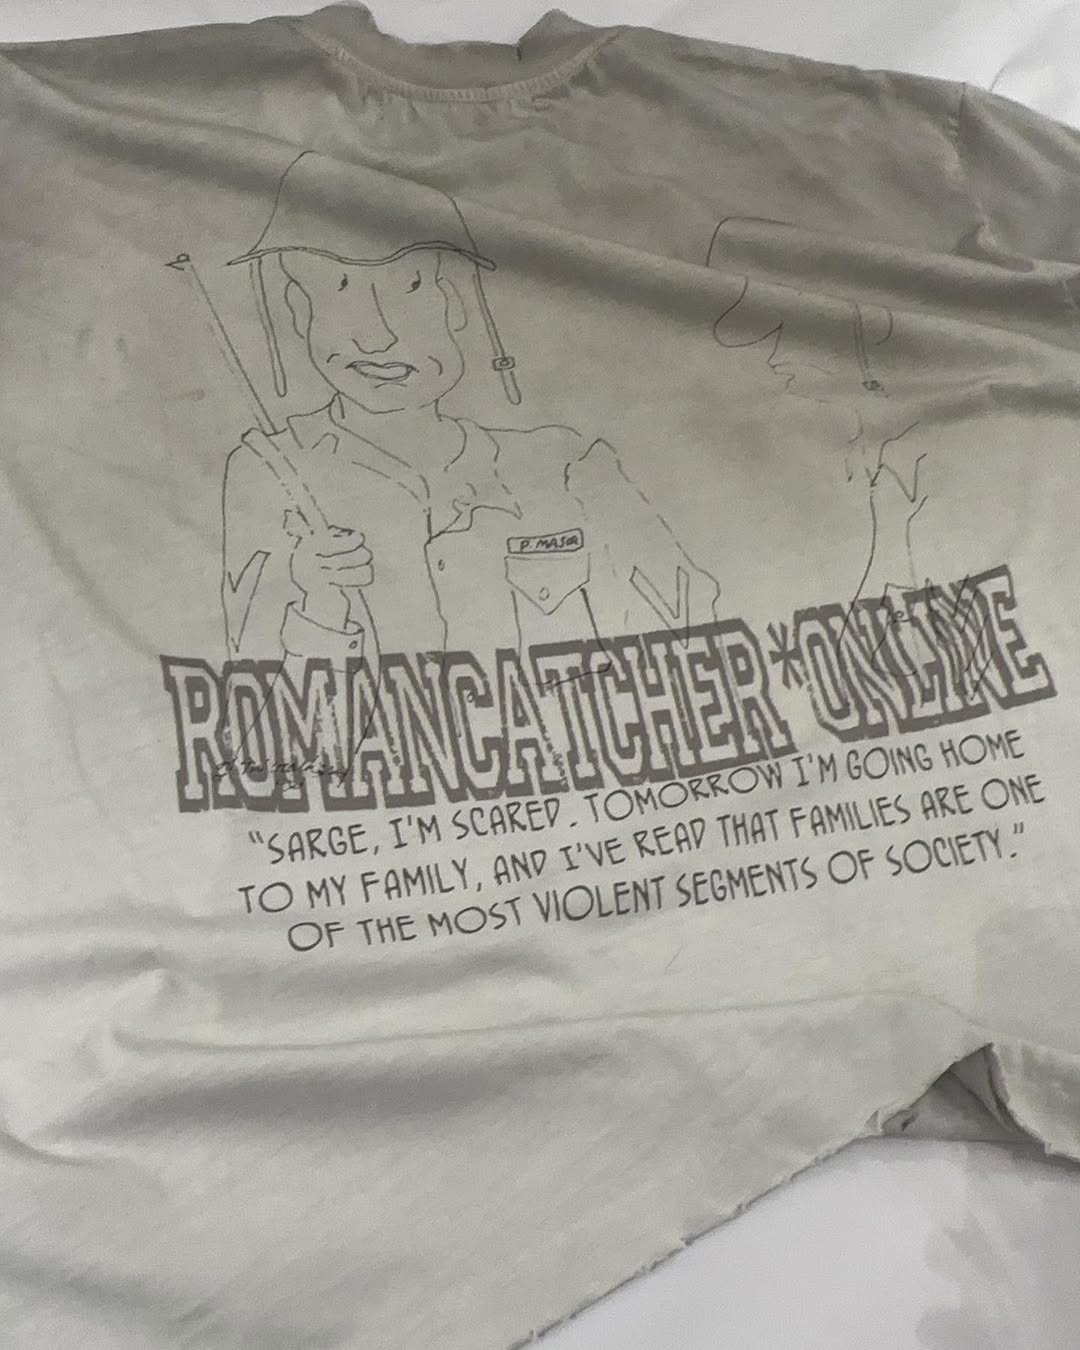 P. MASOR
ROMANCATCHER*ONLINE
"SARGE, I'M SCARED. TOMORROW I'M GOING HOME
TO MY FAMILY, AND I'VE READ THAT FAMILIES ARE ONE
OF THE MOST VIOLENT SEGMENTS OF SOCIETY."